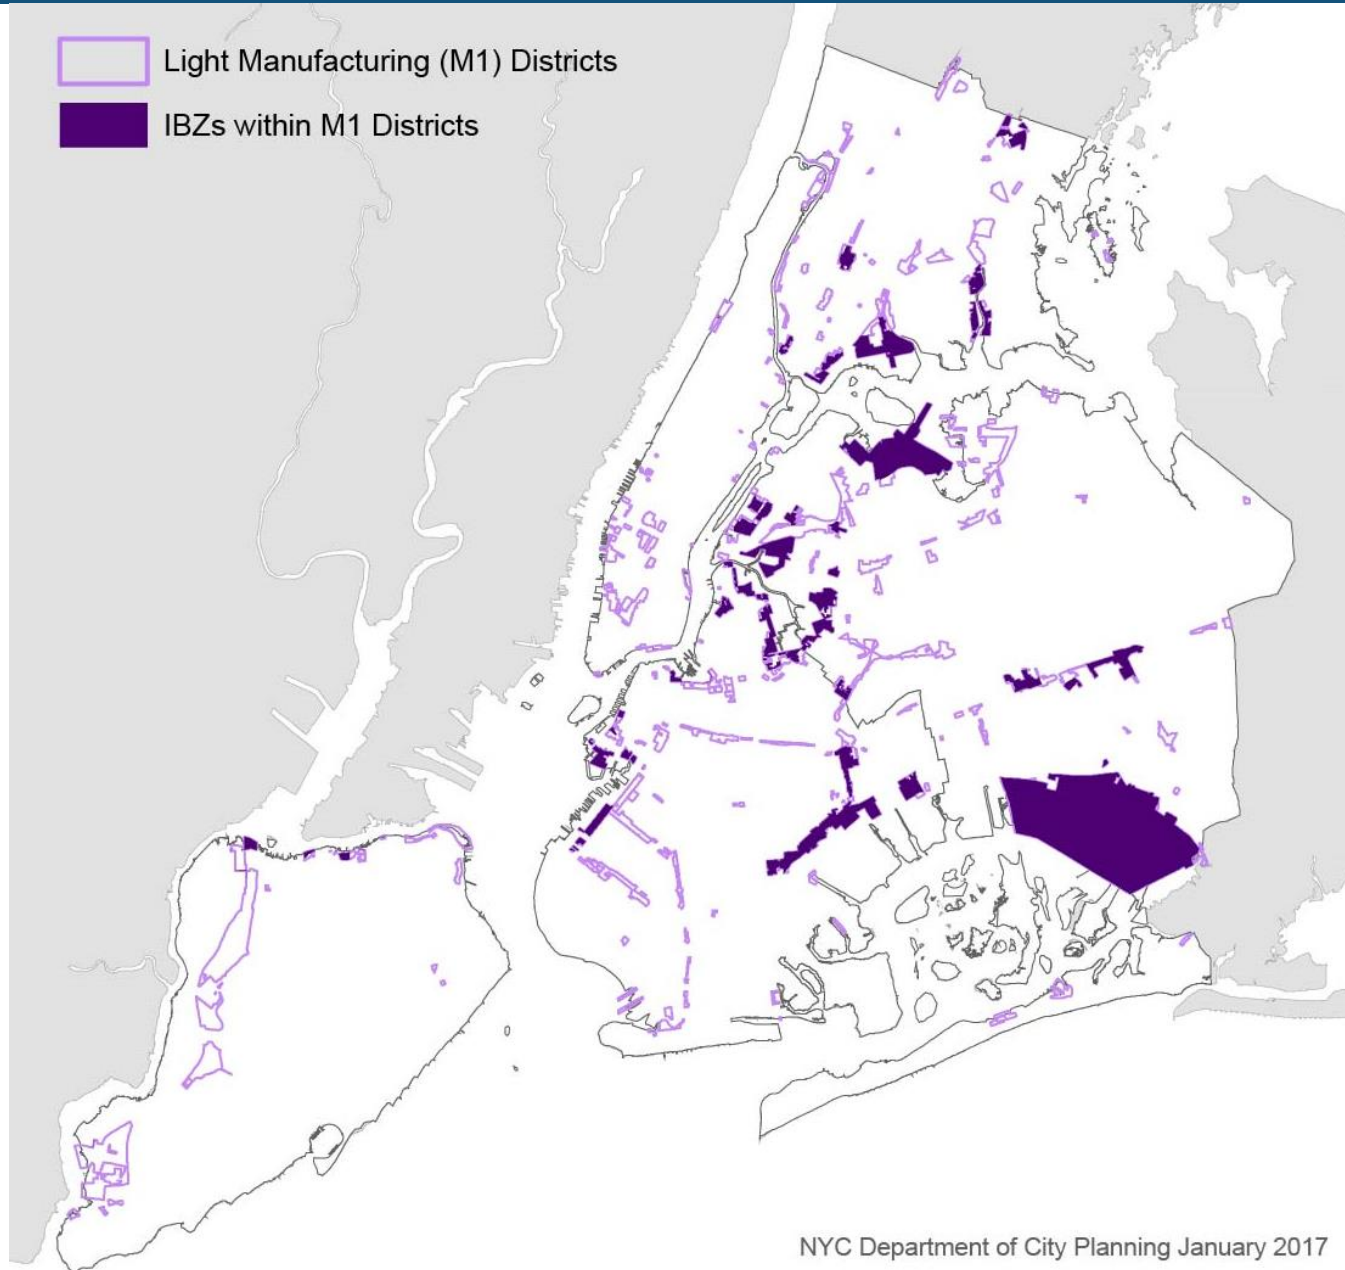 Light Manufacturing (M1) Districts
IBZs within M1 Districts
NYC Department of City Planning January 2017